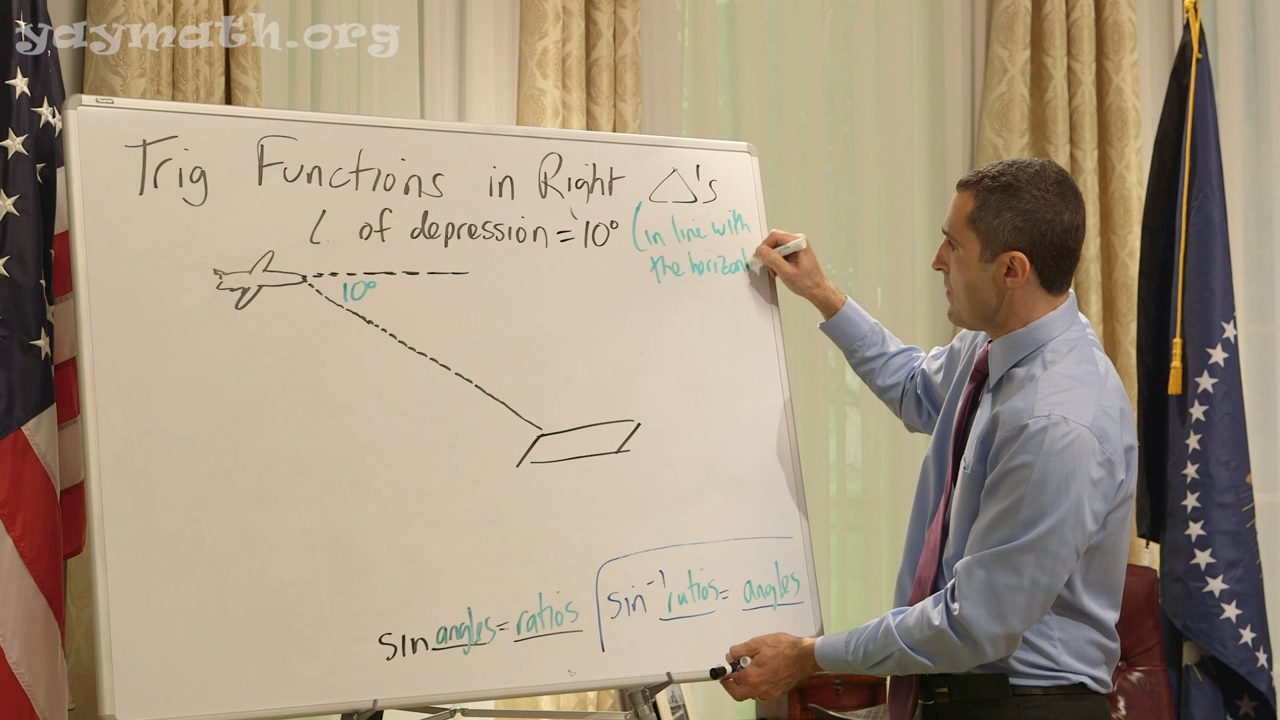 yaymath.org
Trig Functions in Right △'s
∠ of depression = 10° (in line with
the horizont
10°
sin angles = ratios
sin⁻¹ ratios = angles